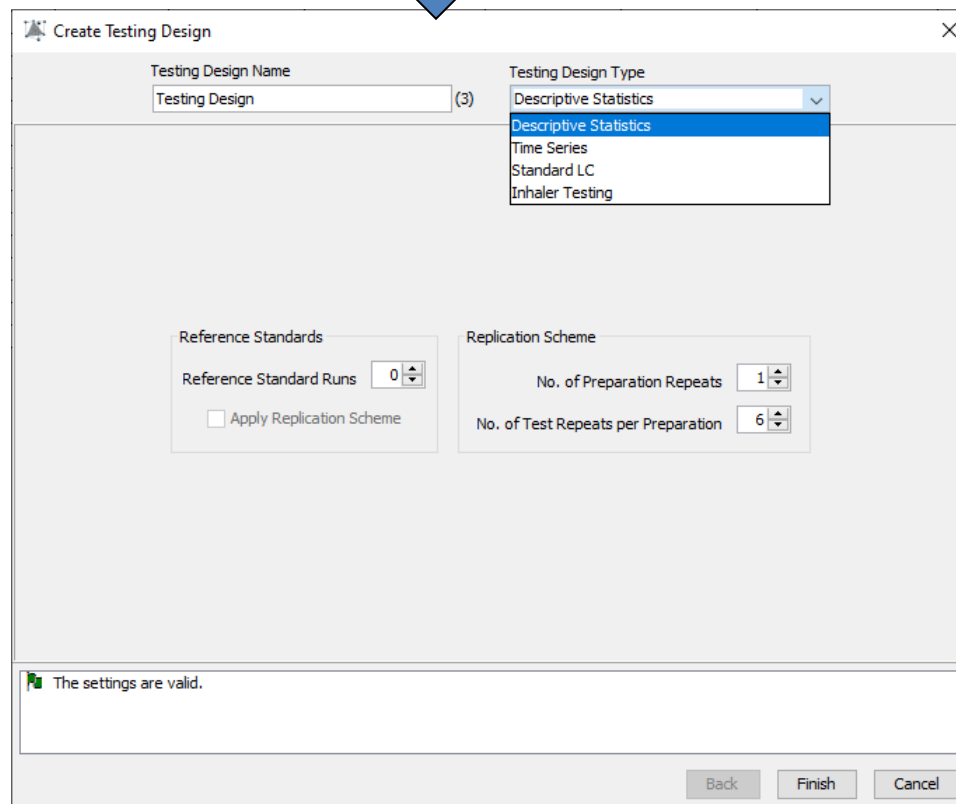 Create Testing Design
Testing Design Name
Testing Design Type
Testing Design
(3)
Descriptive Statistics
Descriptive Statistics
Time Series
Standard LC
Inhaler Testing
Reference Standards
Reference Standard Runs
0
Apply Replication Scheme
Replication Scheme
No. of Preparation Repeats
1
No. of Test Repeats per Preparation
6
The settings are valid.
Back
Finish
Cancel